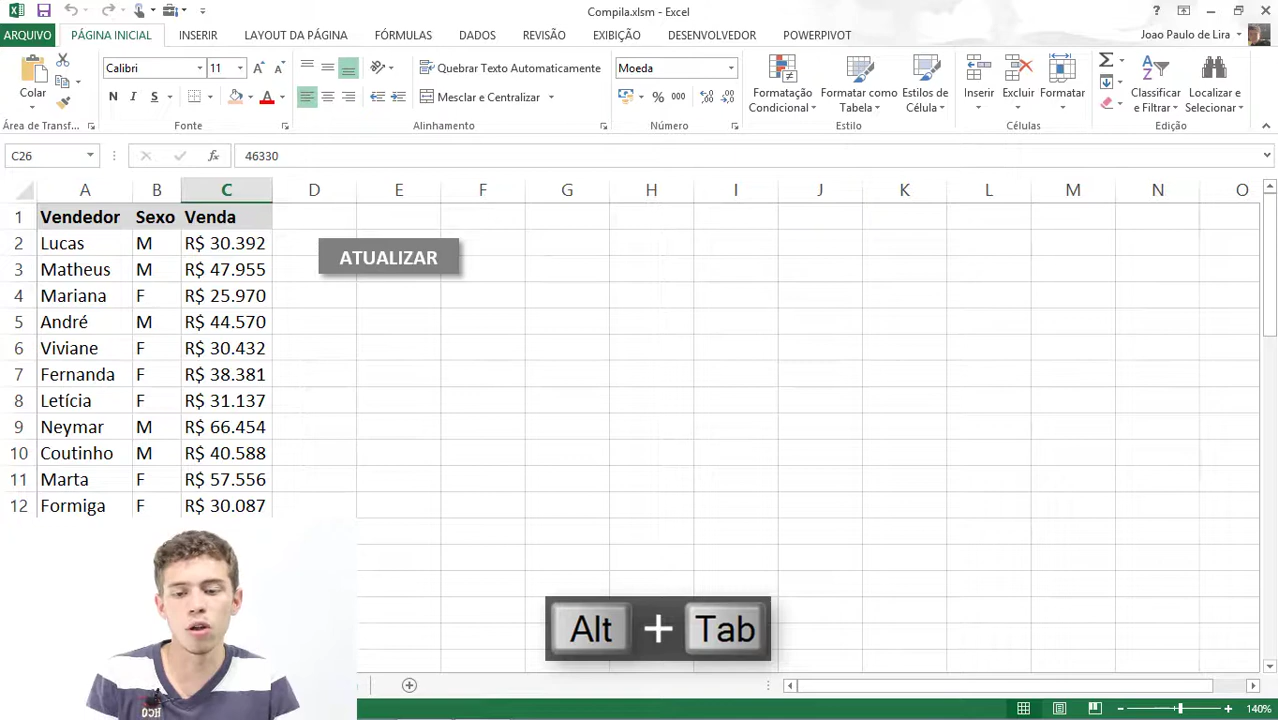 Compila.xlsm - Excel
ARQUIVO PÁGINA INICIAL INSERIR LAYOUT DA PÁGINA FÓRMULAS DADOS REVISÃO EXIBIÇÃO DESENVOLVEDOR POWERPIVOT Joao Paulo de Lira
Colar
Calibri 11
Quebrar Texto Automaticamente
Moeda
N I S
Mesclar e Centralizar
% 000
Formatação Condicional
Formatar como Tabela
Estilos de Célula
Inserir
Excluir
Formatar
Classificar e Filtrar
Localizar e Selecionar
Área de Transf... Fonte Alinhamento Número Estilo Células Edição
C26 fx 46330
A B C D E F G H I J K L M N O
1 Vendedor Sexo Venda
2 Lucas M R$ 30.392
ATUALIZAR
3 Matheus M R$ 47.955
4 Mariana F R$ 25.970
5 André M R$ 44.570
6 Viviane F R$ 30.432
7 Fernanda F R$ 38.381
8 Letícia F R$ 31.137
9 Neymar M R$ 66.454
10 Coutinho M R$ 40.588
11 Marta F R$ 57.556
12 Formiga F R$ 30.087
Alt + Tab
140%